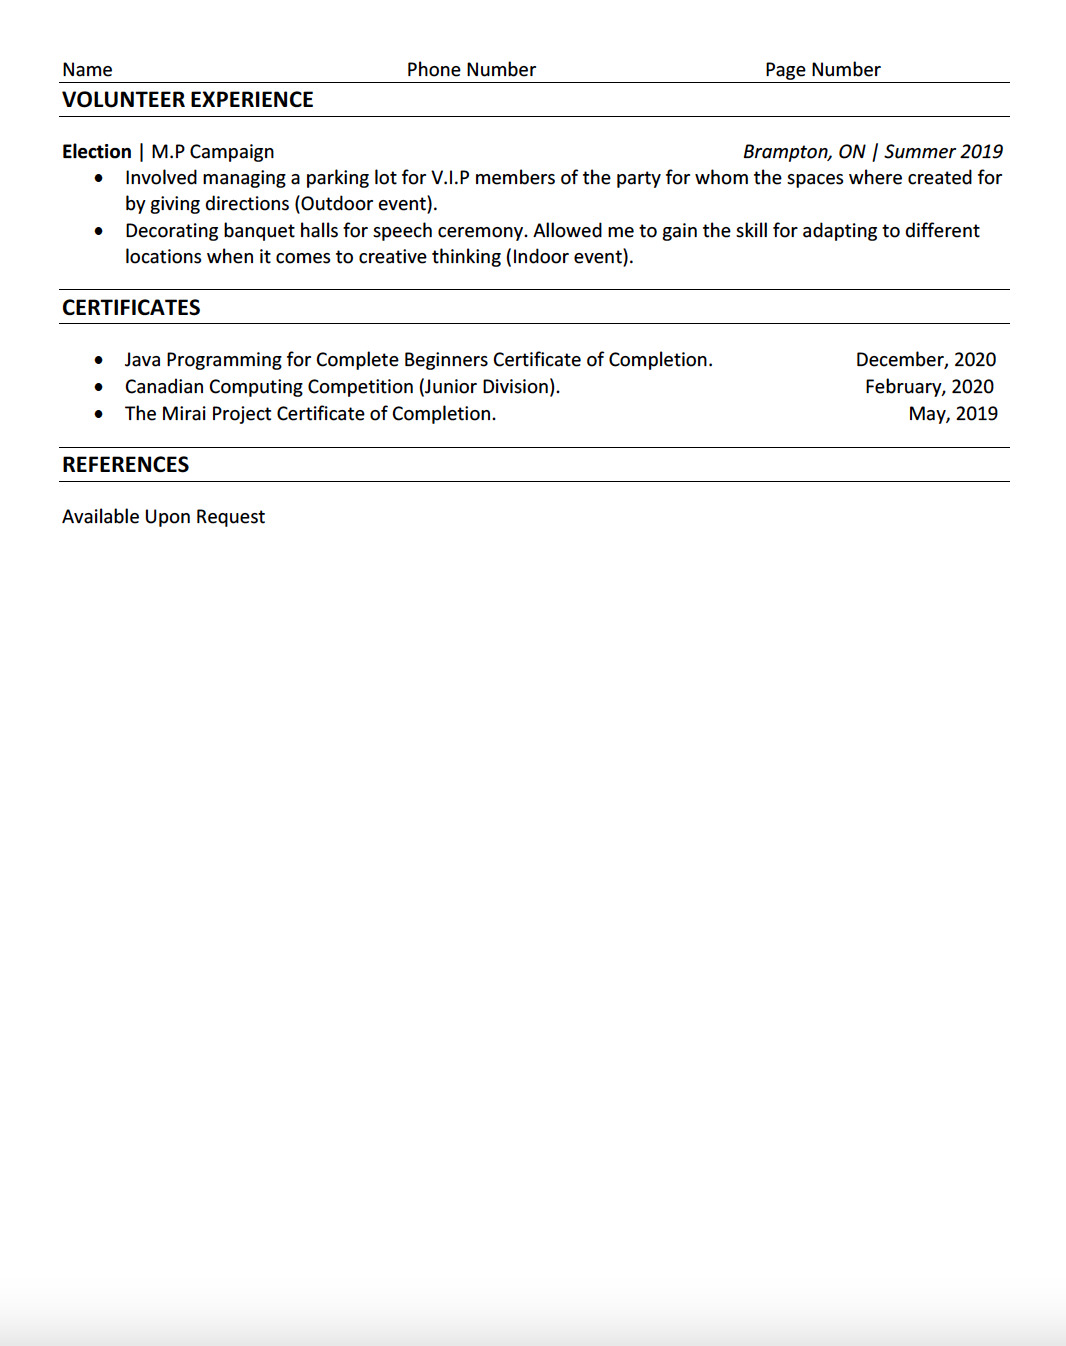 Name Phone Number Page Number
VOLUNTEER EXPERIENCE
Election | M.P Campaign Brampton, ON | Summer 2019
• Involved managing a parking lot for V.I.P members of the party for whom the spaces where created for
by giving directions (Outdoor event).
• Decorating banquet halls for speech ceremony. Allowed me to gain the skill for adapting to different
locations when it comes to creative thinking (Indoor event).
CERTIFICATES
• Java Programming for Complete Beginners Certificate of Completion. December, 2020
• Canadian Computing Competition (Junior Division). February, 2020
• The Mirai Project Certificate of Completion. May, 2019
REFERENCES
Available Upon Request